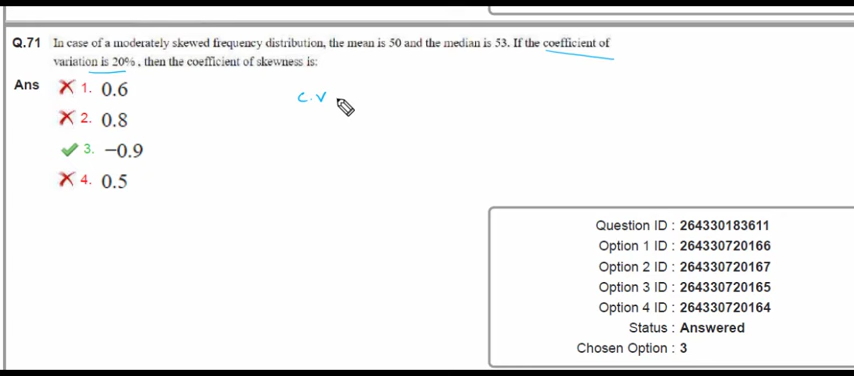 Q.71 In case of a moderately skewed frequency distribution, the mean is 50 and the median is 53. If the coefficient of
variation is 20% , then the coefficient of skewness is:
Ans 1. 0.6
2. 0.8
3. −0.9
4. 0.5
C.V
Question ID : 264330183611
Option 1 ID : 264330720166
Option 2 ID : 264330720167
Option 3 ID : 264330720165
Option 4 ID : 264330720164
Status : Answered
Chosen Option : 3